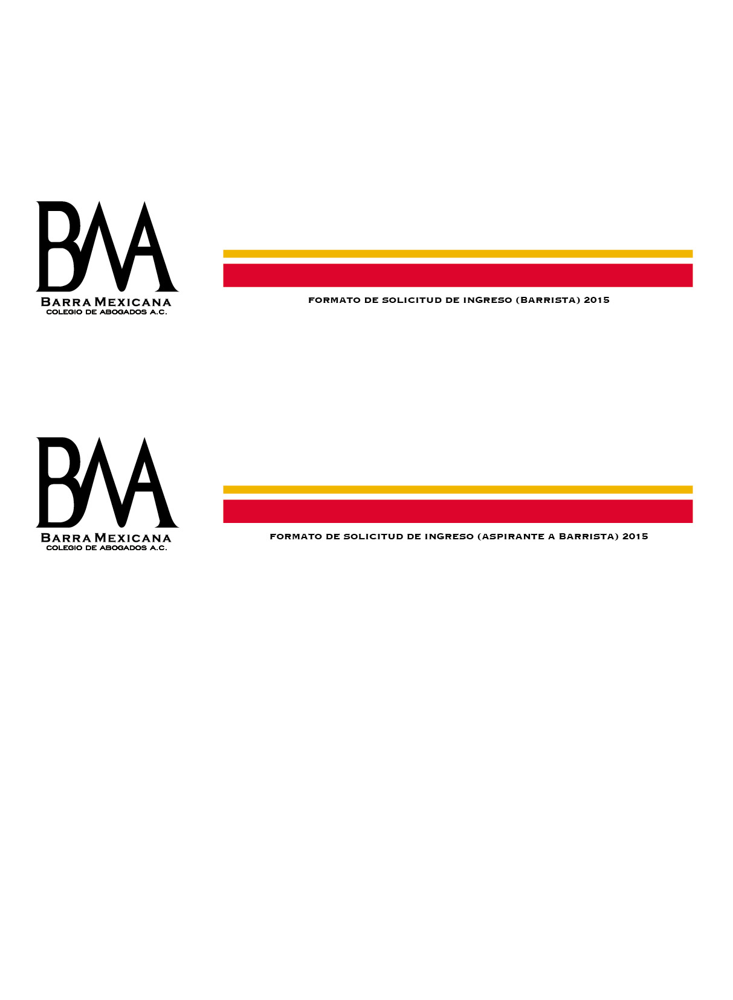 BMA
BARRA MEXICANA
COLEGIO DE ABOGADOS A.C.
FORMATO DE SOLICITUD DE INGRESO (BARRISTA) 2015
BMA
BARRA MEXICANA
COLEGIO DE ABOGADOS A.C.
FORMATO DE SOLICITUD DE INGRESO (ASPIRANTE A BARRISTA) 2015